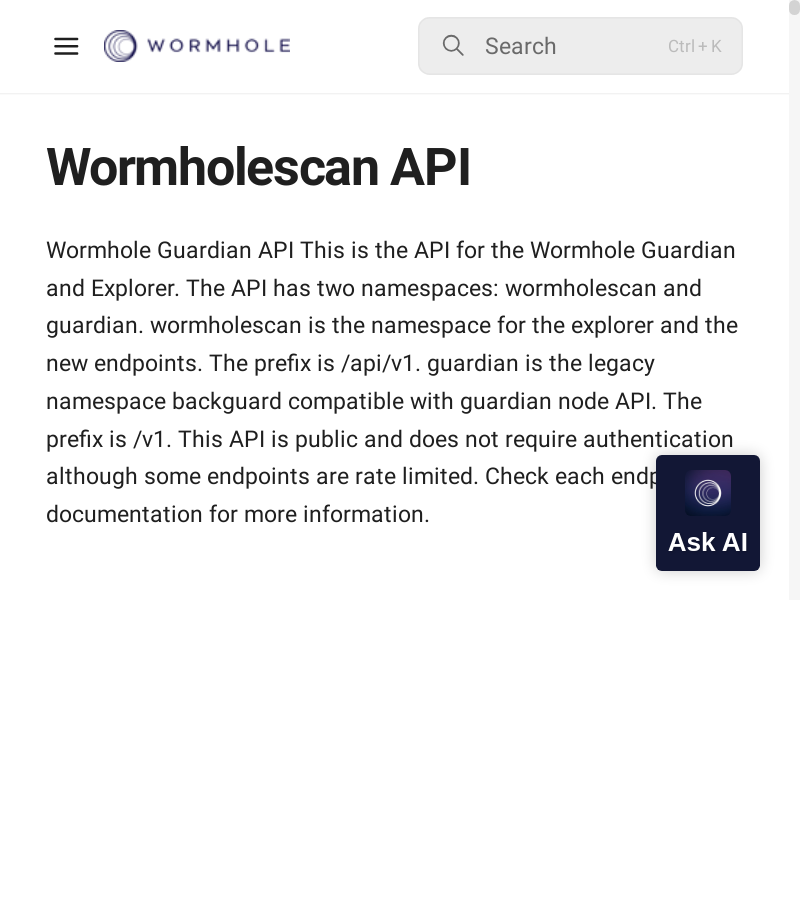 WORMHOLE
Search
Ctrl + K
Wormholescan API
Wormhole Guardian API This is the API for the Wormhole Guardian
and Explorer. The API has two namespaces: wormholescan and
guardian. wormholescan is the namespace for the explorer and the
new endpoints. The prefix is /api/v1. guardian is the legacy
namespace backguard compatible with guardian node API. The
prefix is /v1. This API is public and does not require authentication
although some endpoints are rate limited. Check each
documentation for more information.
Ask AI